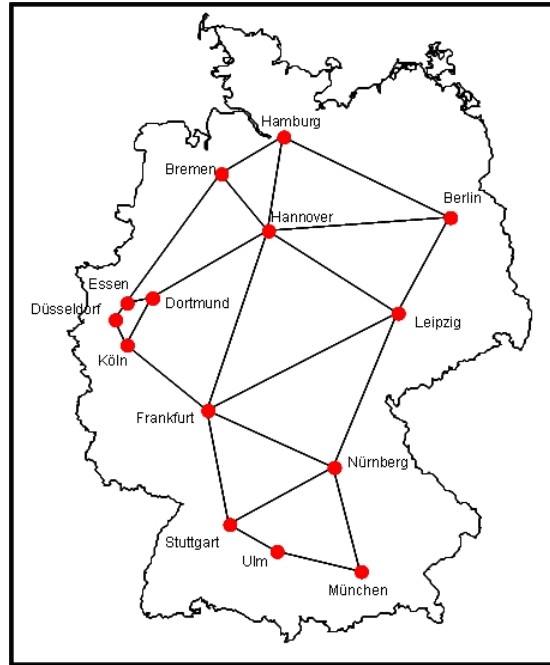 Hamburg
Bremen
Berlin
Hannover
Essen
Dortmund
Düsseldorf
Leipzig
Köln
Frankfurt
Nürnberg
Stuttgart
Ulm
München